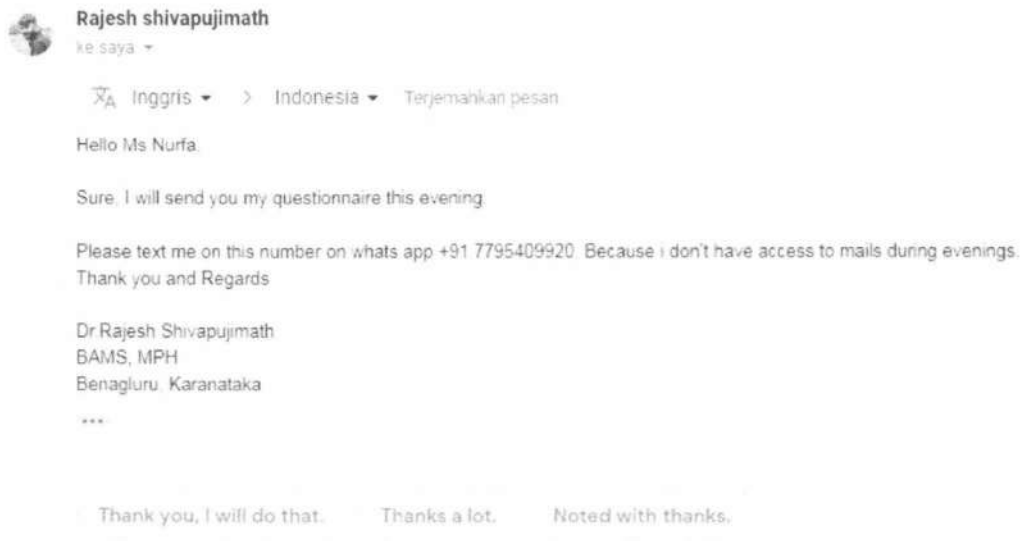 Rajesh shivapujimath
ke saya
Inggris > Indonesia Terjemahkan pesan
Hello Ms Nurfa.
Sure. I will send you my questionnaire this evening
Please text me on this number on whats app +91 7795409920. Because i don't have access to mails during evenings.
Thank you and Regards
Dr.Rajesh Shivapujimath
BAMS, MPH
Benagluru. Karanataka
...
Thank you, I will do that. Thanks a lot. Noted with thanks.